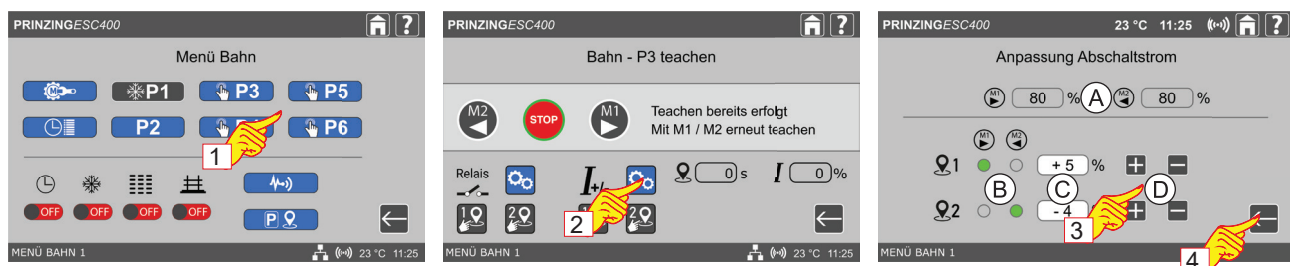 PRINZINGESC400 ?
Menü Bahn
M P1 P3 P5
P2 P6
1
OFF OFF OFF OFF
P
MENÜ BAHN 1 23 °C 11:25
PRINZINGESC400 ?
Bahn - P3 teachen
M2 STOP M1 Teachen bereits erfolgt
Mit M1 / M2 erneut teachen
Relais I+/- 0 s I 0 %
2
1 2 2
MENÜ BAHN 1 23 °C 11:25
PRINZINGESC400 23 °C 11:25 ?
Anpassung Abschaltstrom
M1 80 % A M2 80 %
M1 M2
1 + 5 % + −
B C D
2 - 4 + −
3
4
MENÜ BAHN 1